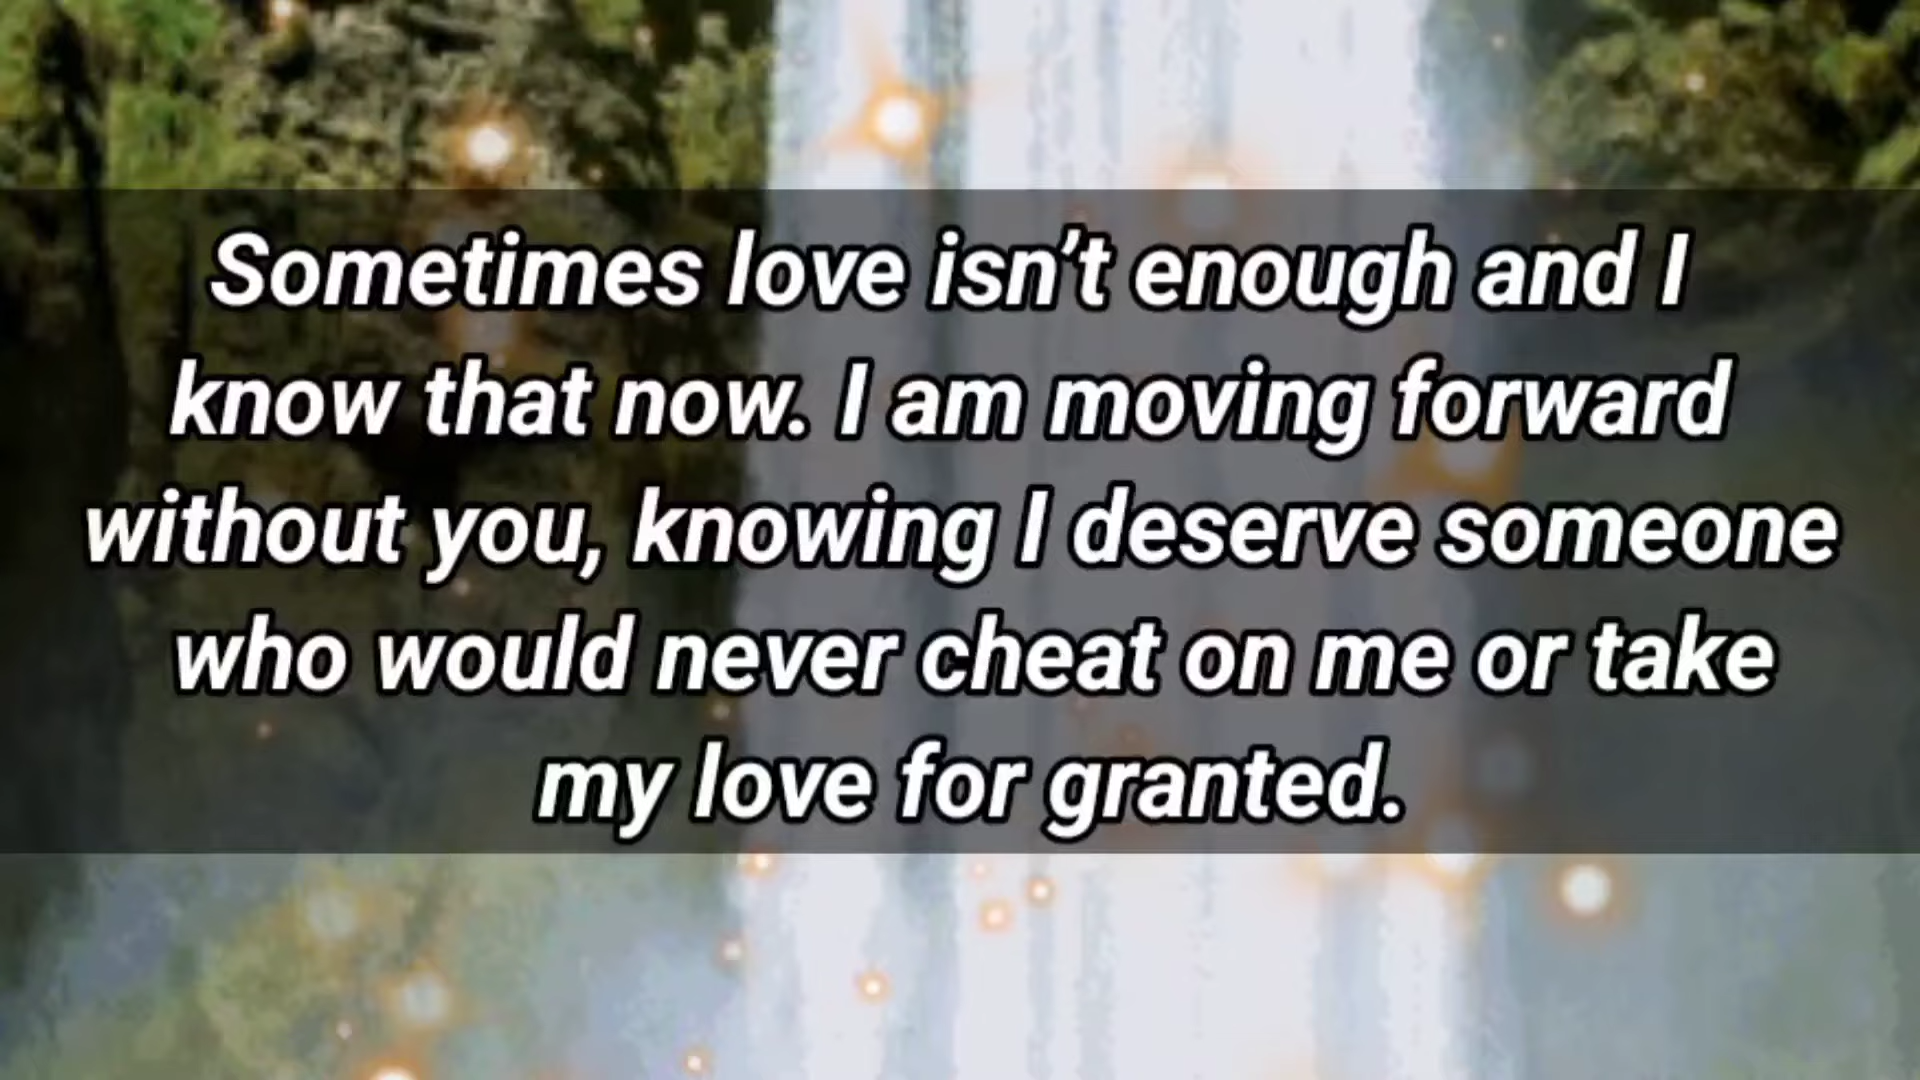 Sometimes love isn’t enough and I
know that now. I am moving forward
without you, knowing I deserve someone
who would never cheat on me or take
my love for granted.